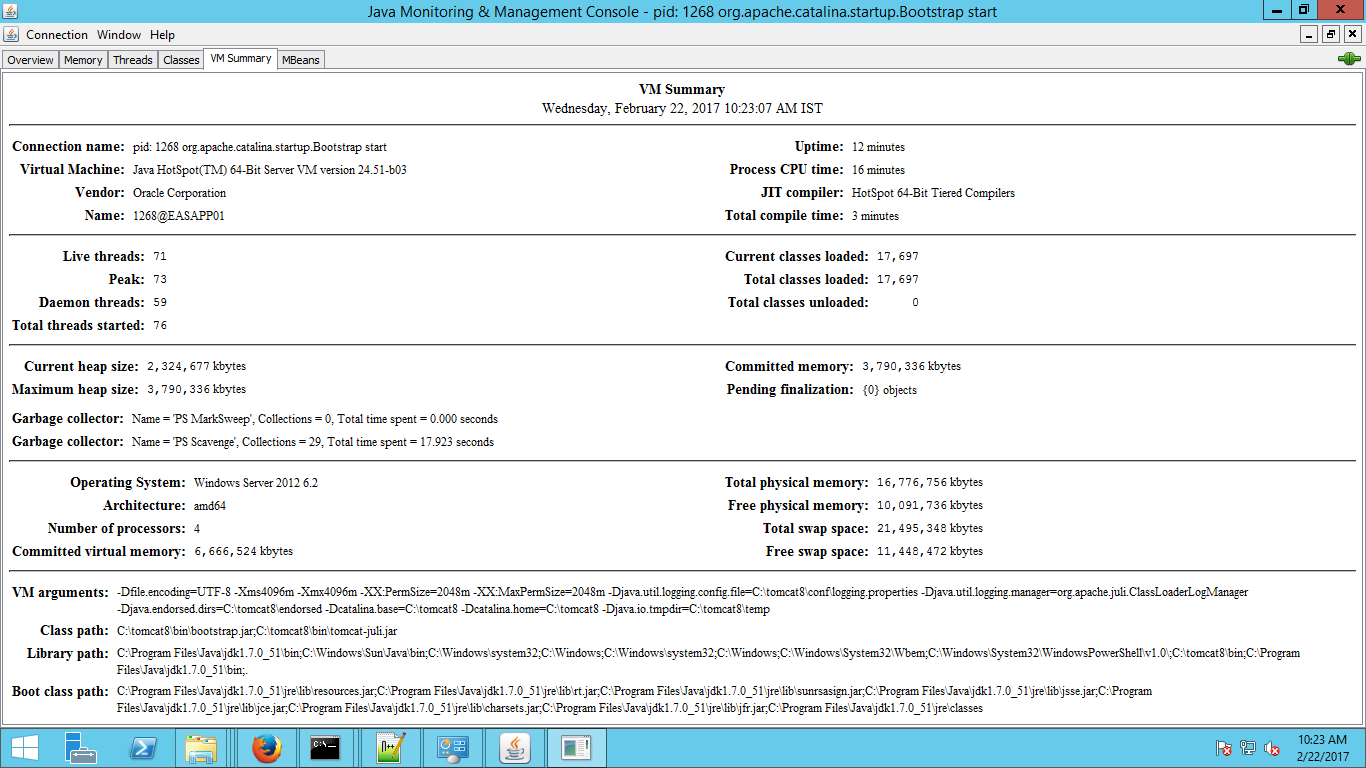 Java Monitoring & Management Console - pid: 1268 org.apache.catalina.startup.Bootstrap start
Connection Window Help
Overview Memory Threads Classes VM Summary MBeans
VM Summary
Wednesday, February 22, 2017 10:23:07 AM IST
Connection name: pid: 1268 org.apache.catalina.startup.Bootstrap start
Uptime: 12 minutes
Virtual Machine: Java HotSpot(TM) 64-Bit Server VM version 24.51-b03
Process CPU time: 16 minutes
Vendor: Oracle Corporation
JIT compiler: HotSpot 64-Bit Tiered Compilers
Name: 1268@EASAPP01
Total compile time: 3 minutes
Live threads: 71
Current classes loaded: 17,697
Peak: 73
Total classes loaded: 17,697
Daemon threads: 59
Total classes unloaded: 0
Total threads started: 76
Current heap size: 2,324,677 kbytes
Committed memory: 3,790,336 kbytes
Maximum heap size: 3,790,336 kbytes
Pending finalization: {0} objects
Garbage collector: Name = 'PS MarkSweep', Collections = 0, Total time spent = 0.000 seconds
Garbage collector: Name = 'PS Scavenge', Collections = 29, Total time spent = 17.923 seconds
Operating System: Windows Server 2012 6.2
Total physical memory: 16,776,756 kbytes
Architecture: amd64
Free physical memory: 10,091,736 kbytes
Number of processors: 4
Total swap space: 21,495,348 kbytes
Committed virtual memory: 6,666,524 kbytes
Free swap space: 11,448,472 kbytes
VM arguments: -Dfile.encoding=UTF-8 -Xms4096m -Xmx4096m -XX:PermSize=2048m -XX:MaxPermSize=2048m -Djava.util.logging.config.file=C:\tomcat8\conf\logging.properties -Djava.util.logging.manager=org.apache.juli.ClassLoaderLogManager
-Djava.endorsed.dirs=C:\tomcat8\endorsed -Dcatalina.base=C:\tomcat8 -Dcatalina.home=C:\tomcat8 -Djava.io.tmpdir=C:\tomcat8\temp
Class path: C:\tomcat8\bin\bootstrap.jar;C:\tomcat8\bin\tomcat-juli.jar
Library path: C:\Program Files\Java\jdk1.7.0_51\bin;C:\Windows\Sun\Java\bin;C:\Windows\system32;C:\Windows;C:\Windows\system32;C:\Windows;C:\Windows\System32\Wbem;C:\Windows\System32\WindowsPowerShell\v1.0\;C:\tomcat8\bin;C:\Program
Files\Java\jdk1.7.0_51\bin;.
Boot class path: C:\Program Files\Java\jdk1.7.0_51\jre\lib\resources.jar;C:\Program Files\Java\jdk1.7.0_51\jre\lib\rt.jar;C:\Program Files\Java\jdk1.7.0_51\jre\lib\sunrsasign.jar;C:\Program Files\Java\jdk1.7.0_51\jre\lib\jsse.jar;C:\Program
Files\Java\jdk1.7.0_51\jre\lib\jce.jar;C:\Program Files\Java\jdk1.7.0_51\jre\lib\charsets.jar;C:\Program Files\Java\jdk1.7.0_51\jre\lib\jfr.jar;C:\Program Files\Java\jdk1.7.0_51\jre\classes
C:\
10:23 AM
2/22/2017